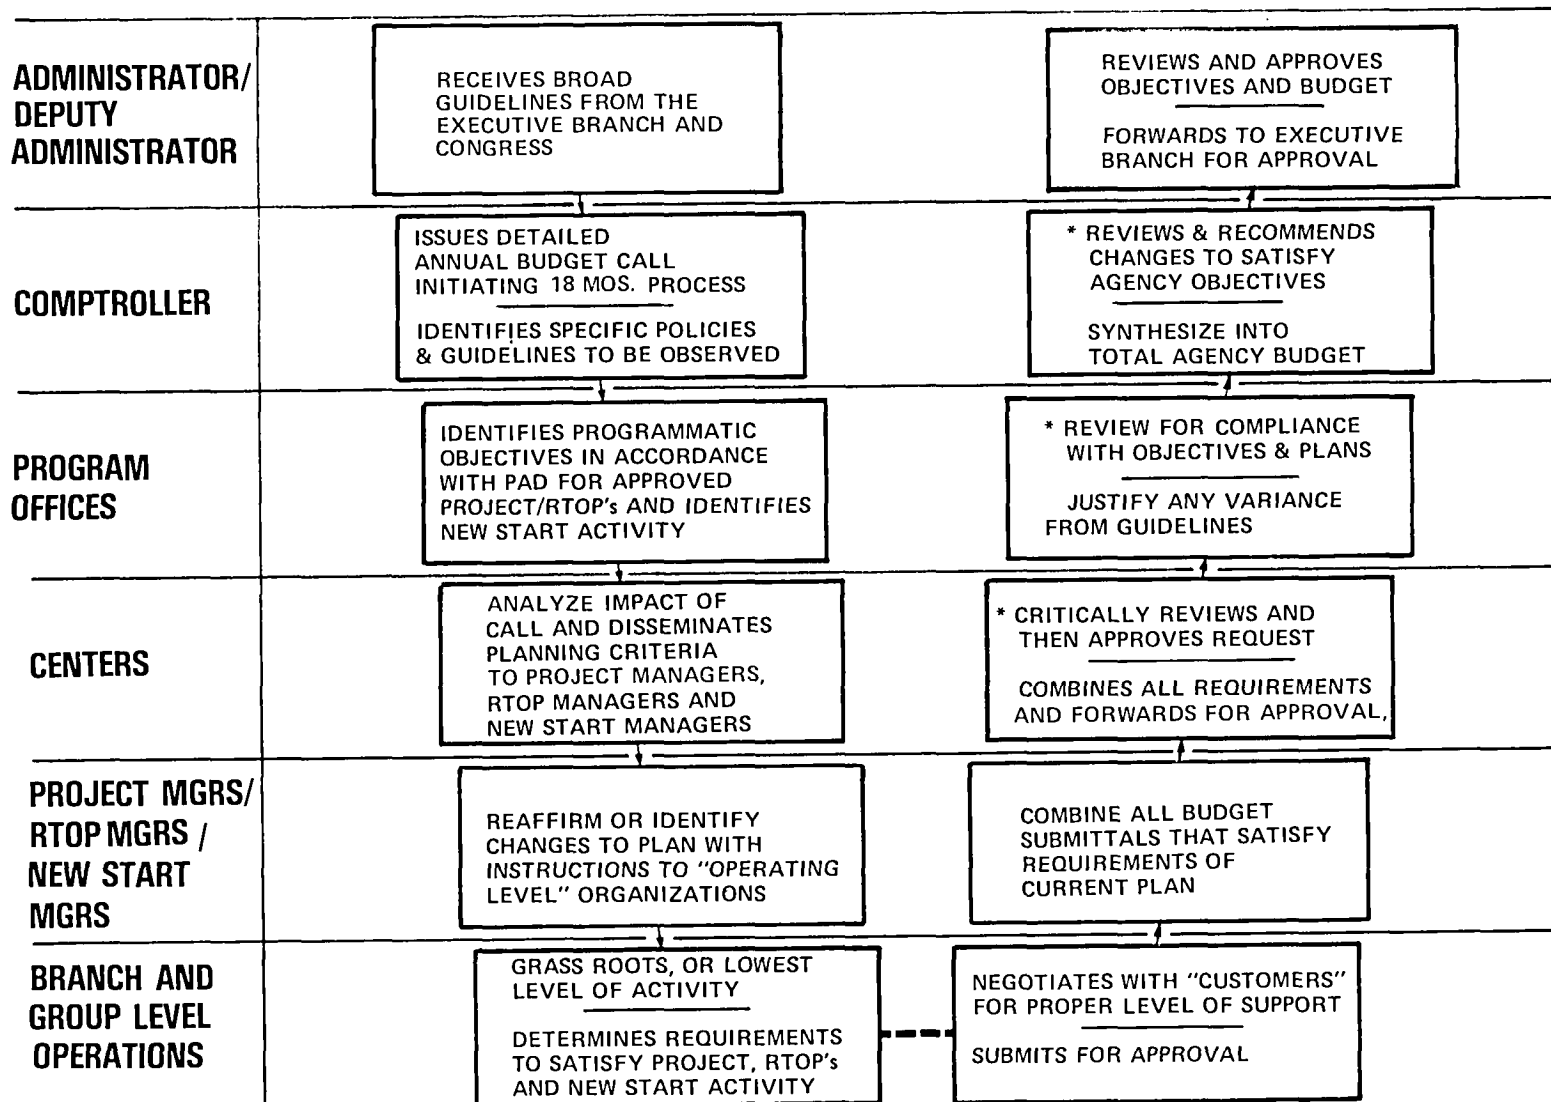 ADMINISTRATOR/
DEPUTY
ADMINISTRATOR
RECEIVES BROAD
GUIDELINES FROM THE
EXECUTIVE BRANCH AND
CONGRESS
REVIEWS AND APPROVES
OBJECTIVES AND BUDGET
FORWARDS TO EXECUTIVE
BRANCH FOR APPROVAL
COMPTROLLER
ISSUES DETAILED
ANNUAL BUDGET CALL
INITIATING 18 MOS. PROCESS
IDENTIFIES SPECIFIC POLICIES
& GUIDELINES TO BE OBSERVED
* REVIEWS & RECOMMENDS
CHANGES TO SATISFY
AGENCY OBJECTIVES
SYNTHESIZE INTO
TOTAL AGENCY BUDGET
PROGRAM
OFFICES
IDENTIFIES PROGRAMMATIC
OBJECTIVES IN ACCORDANCE
WITH PAD FOR APPROVED
PROJECT/RTOP's AND IDENTIFIES
NEW START ACTIVITY
* REVIEW FOR COMPLIANCE
WITH OBJECTIVES & PLANS
JUSTIFY ANY VARIANCE
FROM GUIDELINES
CENTERS
ANALYZE IMPACT OF
CALL AND DISSEMINATES
PLANNING CRITERIA
TO PROJECT MANAGERS,
RTOP MANAGERS AND
NEW START MANAGERS
* CRITICALLY REVIEWS AND
THEN APPROVES REQUEST
COMBINES ALL REQUIREMENTS
AND FORWARDS FOR APPROVAL,
PROJECT MGRS/
RTOP MGRS /
NEW START
MGRS
REAFFIRM OR IDENTIFY
CHANGES TO PLAN WITH
INSTRUCTIONS TO "OPERATING
LEVEL" ORGANIZATIONS
COMBINE ALL BUDGET
SUBMITTALS THAT SATISFY
REQUIREMENTS OF
CURRENT PLAN
BRANCH AND
GROUP LEVEL
OPERATIONS
GRASS ROOTS, OR LOWEST
LEVEL OF ACTIVITY
DETERMINES REQUIREMENTS
TO SATISFY PROJECT, RTOP's
AND NEW START ACTIVITY
NEGOTIATES WITH "CUSTOMERS"
FOR PROPER LEVEL OF SUPPORT
SUBMITS FOR APPROVAL